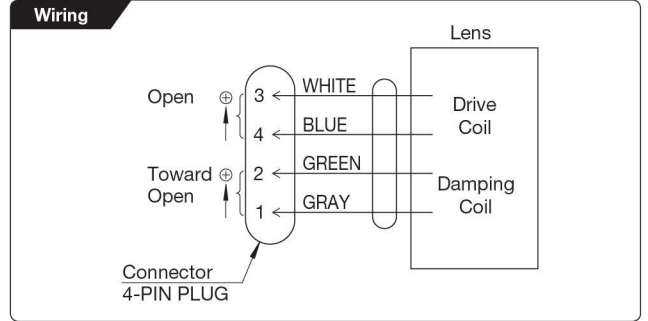 Wiring
Lens
Open ⊕ 3 WHITE
4 BLUE
Drive
Coil
Toward ⊕ 2 GREEN
Open
1 GRAY
Damping
Coil
Connector
4-PIN PLUG